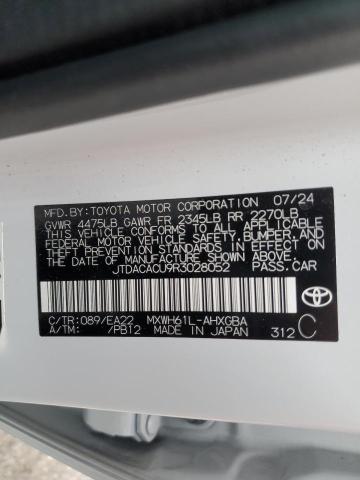 MFD.BY:TOYOTA MOTOR CORPORATION 07/24
GVWR 4475LB GAWR FR 2345LB RR 2270LB
THIS VEHICLE CONFORMS TO ALL APPLICABLE
FEDERAL MOTOR VEHICLE SAFETY, BUMPER, AND
THEFT PREVENTION STANDARDS IN EFFECT ON
THE DATE OF MANUFACTURE SHOWN ABOVE.
JTDACACU9R3028052 PASS.CAR
C/TR:089/EA22 MXWH61L-AHXGBA
A/TM: /PB12 MADE IN JAPAN 312 C
TOYOTA